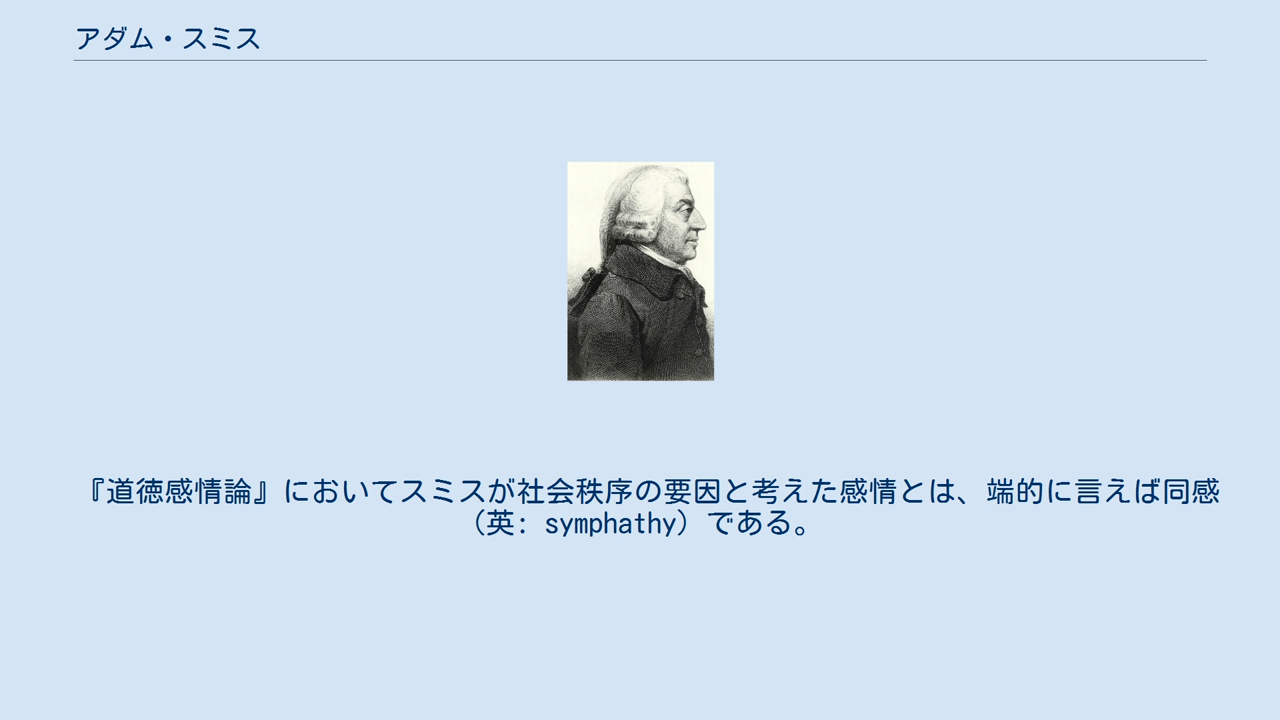 アダム・スミス
『道徳感情論』においてスミスが社会秩序の要因と考えた感情とは、端的に言えば同感
（英: symphathy）である。